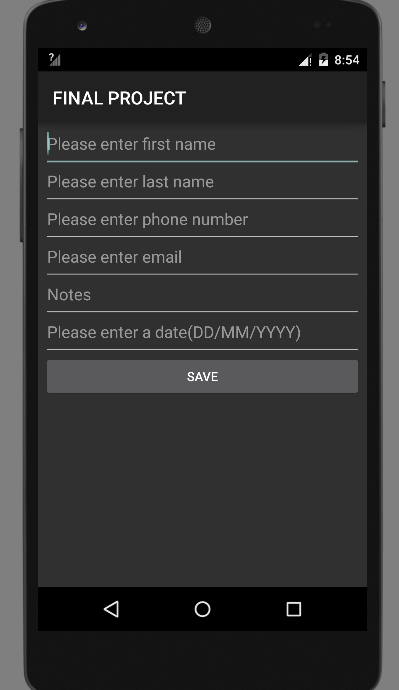 ? 8:54
FINAL PROJECT
Please enter first name
Please enter last name
Please enter phone number
Please enter email
Notes
Please enter a date(DD/MM/YYYY)
SAVE